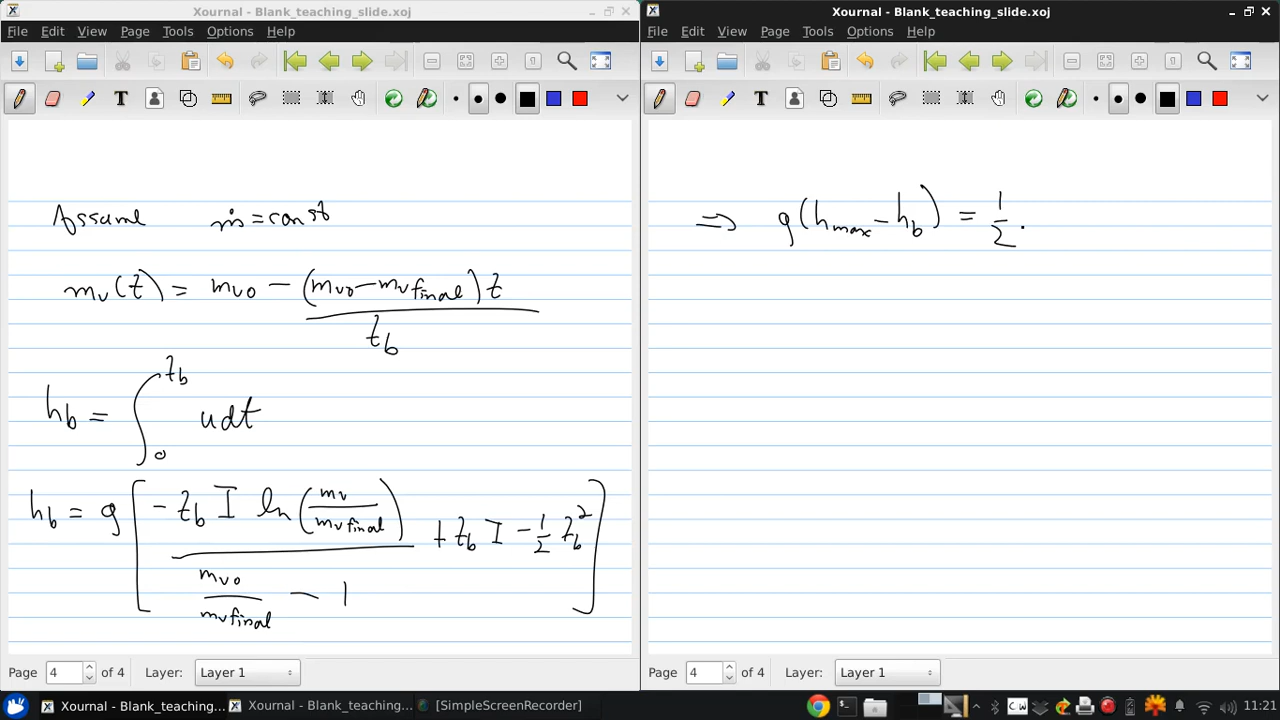 Xournal - Blank_teaching_slide.xoj
File Edit View Page Tools Options Help
Assume ṁ = const
m_v(t) = m_v0 - (m_v0 - m_vfinal) t
t_b
h_b = ∫_0^t_b u dt
h_b = g [ - t_b I ln (m_v / m_vfinal) + t_b I - 1/2 t_b^2 ]
m_v0 / m_vfinal - 1
Page 4 of 4 Layer: Layer 1
Xournal - Blank_teaching_slide.xoj
File Edit View Page Tools Options Help
⇒ g(h_max - h_b) = 1/2 .
Page 4 of 4 Layer: Layer 1
Xournal - Blank_teaching_... Xournal - Blank_teaching_... [SimpleScreenRecorder] 11:21